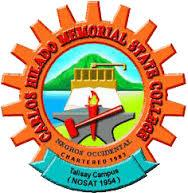 CARLOS HILADO MEMORIAL STATE COLLEGE
NEGROS OCCIDENTAL
CHARTERED 1983
Talisay Campus
( NOSAT 1954 )